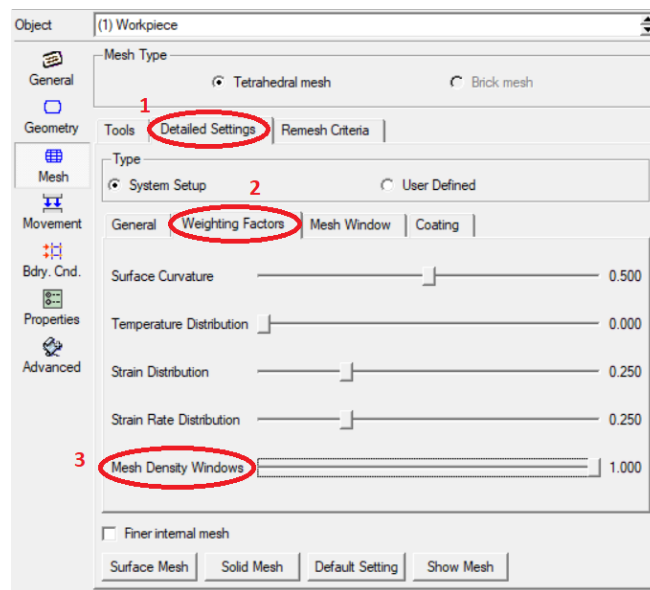 Object (1) Workpiece
General
Geometry
Mesh
Movement
Bdry. Cnd.
Properties
Advanced
Mesh Type
Tetrahedral mesh Brick mesh
1
Tools Detailed Settings Remesh Criteria
Type
System Setup User Defined
2
General Weighting Factors Mesh Window Coating
Surface Curvature 0.500
Temperature Distribution 0.000
Strain Distribution 0.250
Strain Rate Distribution 0.250
3 Mesh Density Windows 1.000
Finer internal mesh
Surface Mesh Solid Mesh Default Setting Show Mesh